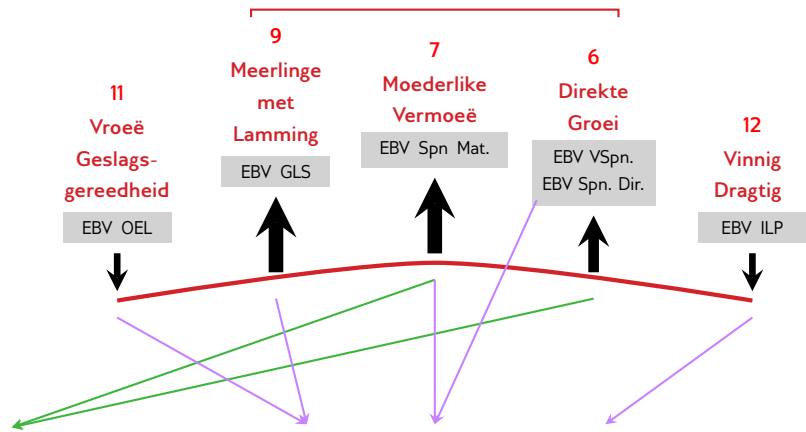 11
Vroeë
Geslags-
gereedheid
EBV OEL
9
Meerlinge
met
Lamming
EBV GLS
7
Moederlike
Vermoeë
EBV Spn Mat.
6
Direkte
Groei
EBV VSpn.
EBV Spn. Dir.
12
Vinnig
Dragtig
EBV ILP